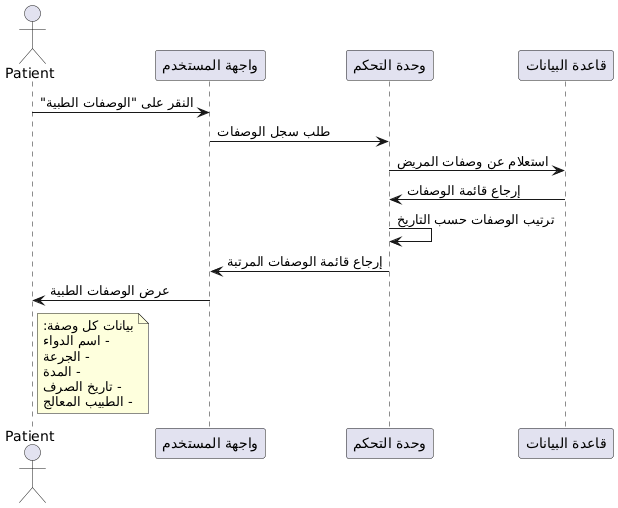 Patient
واجهة المستخدم
وحدة التحكم
قاعدة البيانات
النقر على "الوصفات الطبية"
طلب سجل الوصفات
استعلام عن وصفات المريض
إرجاع قائمة الوصفات
ترتيب الوصفات حسب التاريخ
إرجاع قائمة الوصفات المرتبة
عرض الوصفات الطبية
بيانات كل وصفة:
- اسم الدواء
- الجرعة
- المدة
- تاريخ الصرف
- الطبيب المعالج
Patient
واجهة المستخدم
وحدة التحكم
قاعدة البيانات